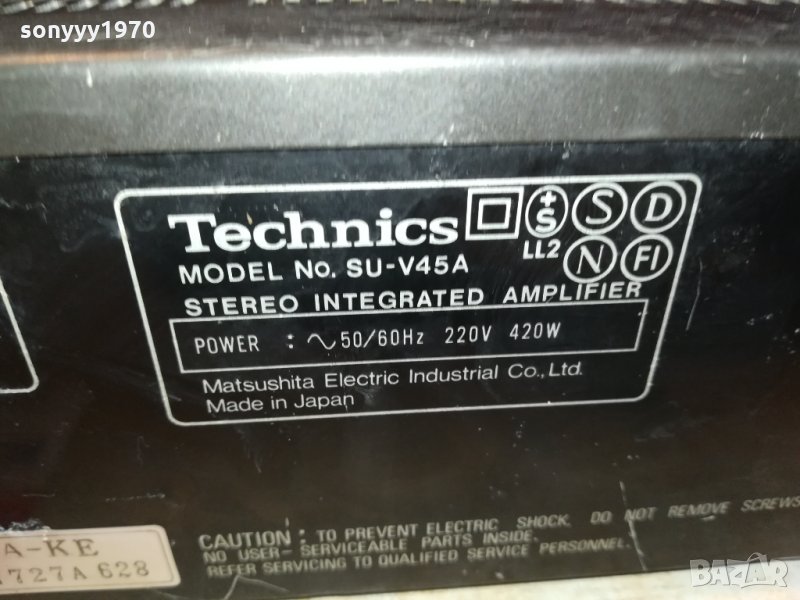 sonyyy1970
Technics
+
S
S
D
LL2
N
FI
MODEL No. SU-V45A
STEREO INTEGRATED AMPLIFIER
POWER : ∿50/60Hz 220V 420W
Matsushita Electric Industrial Co., Ltd.
Made in Japan
A-KE
1727A 628
CAUTION: TO PREVENT ELECTRIC SHOCK, DO NOT REMOVE SCREWS
NO USER-SERVICEABLE PARTS INSIDE.
REFER SERVICING TO QUALIFIED SERVICE PERSONNEL.
BAZAR